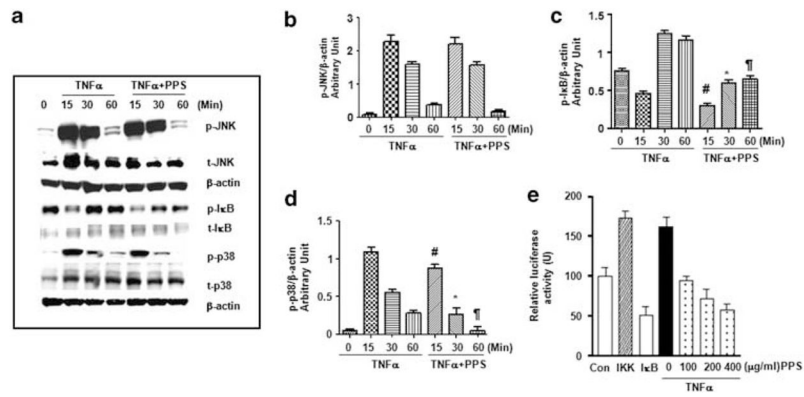 a
TNFα TNFα+PPS
0 15 30 60 15 30 60 (Min)
p-JNK
t-JNK
β-actin
p-IκB
t-IκB
p-p38
t-p38
β-actin
b
p-JNK/β-actin
Arbitrary Unit
3
2
1
0
0 15 30 60 15 30 60 (Min)
TNFα TNFα+PPS
c
p-IκB/β-actin
Arbitrary Unit
1.5
1
0.5
0
# * ¶
0 15 30 60 15 30 60 (Min)
TNFα TNFα+PPS
d
p-p38/β-actin
Arbitrary Unit
1.5
1
0.5
0
# * ¶
0 15 30 60 15 30 60 (Min)
TNFα TNFα+PPS
e
Relative luciferase
activity (U)
200
150
100
50
0
Con IKK IκB 0 100 200 400 (μg/ml)PPS
TNFα